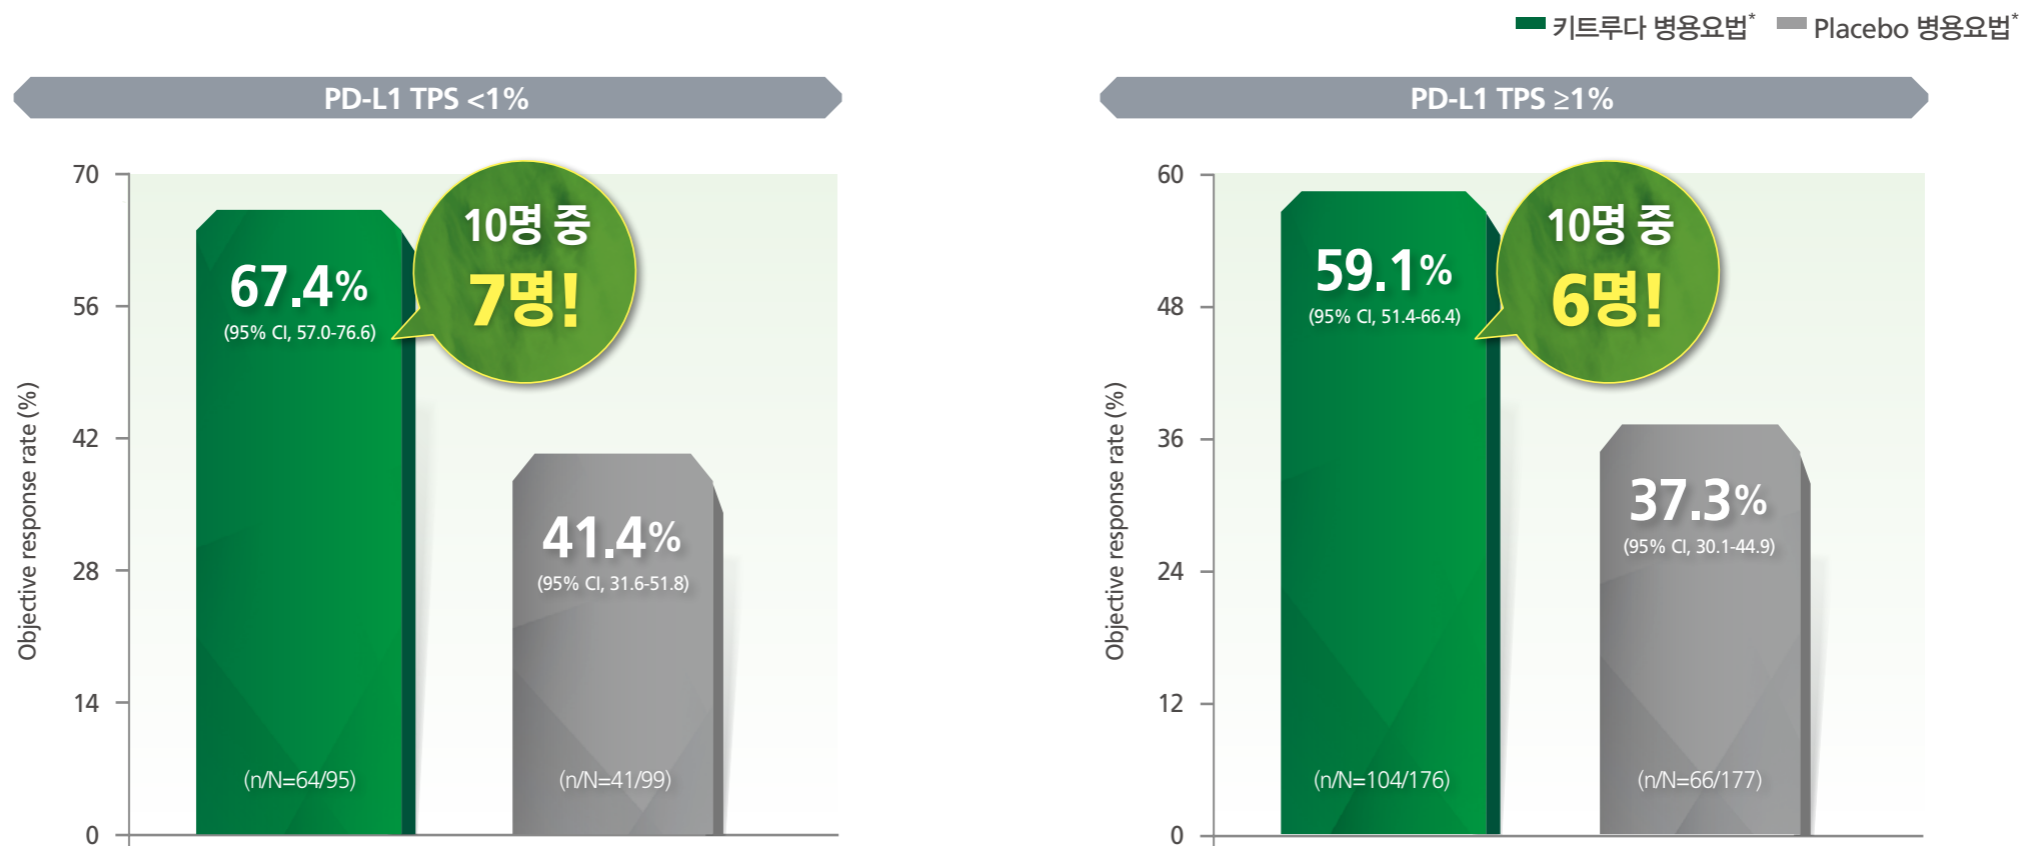 키트루다 병용요법* Placebo 병용요법*
PD-L1 TPS <1%
Objective response rate (%)
70
56
42
28
14
0
67.4%
(95% CI, 57.0-76.6)
(n/N=64/95)
10명 중
7명!
41.4%
(95% CI, 31.6-51.8)
(n/N=41/99)
PD-L1 TPS ≥1%
Objective response rate (%)
60
48
36
24
12
0
59.1%
(95% CI, 51.4-66.4)
(n/N=104/176)
10명 중
6명!
37.3%
(95% CI, 30.1-44.9)
(n/N=66/177)